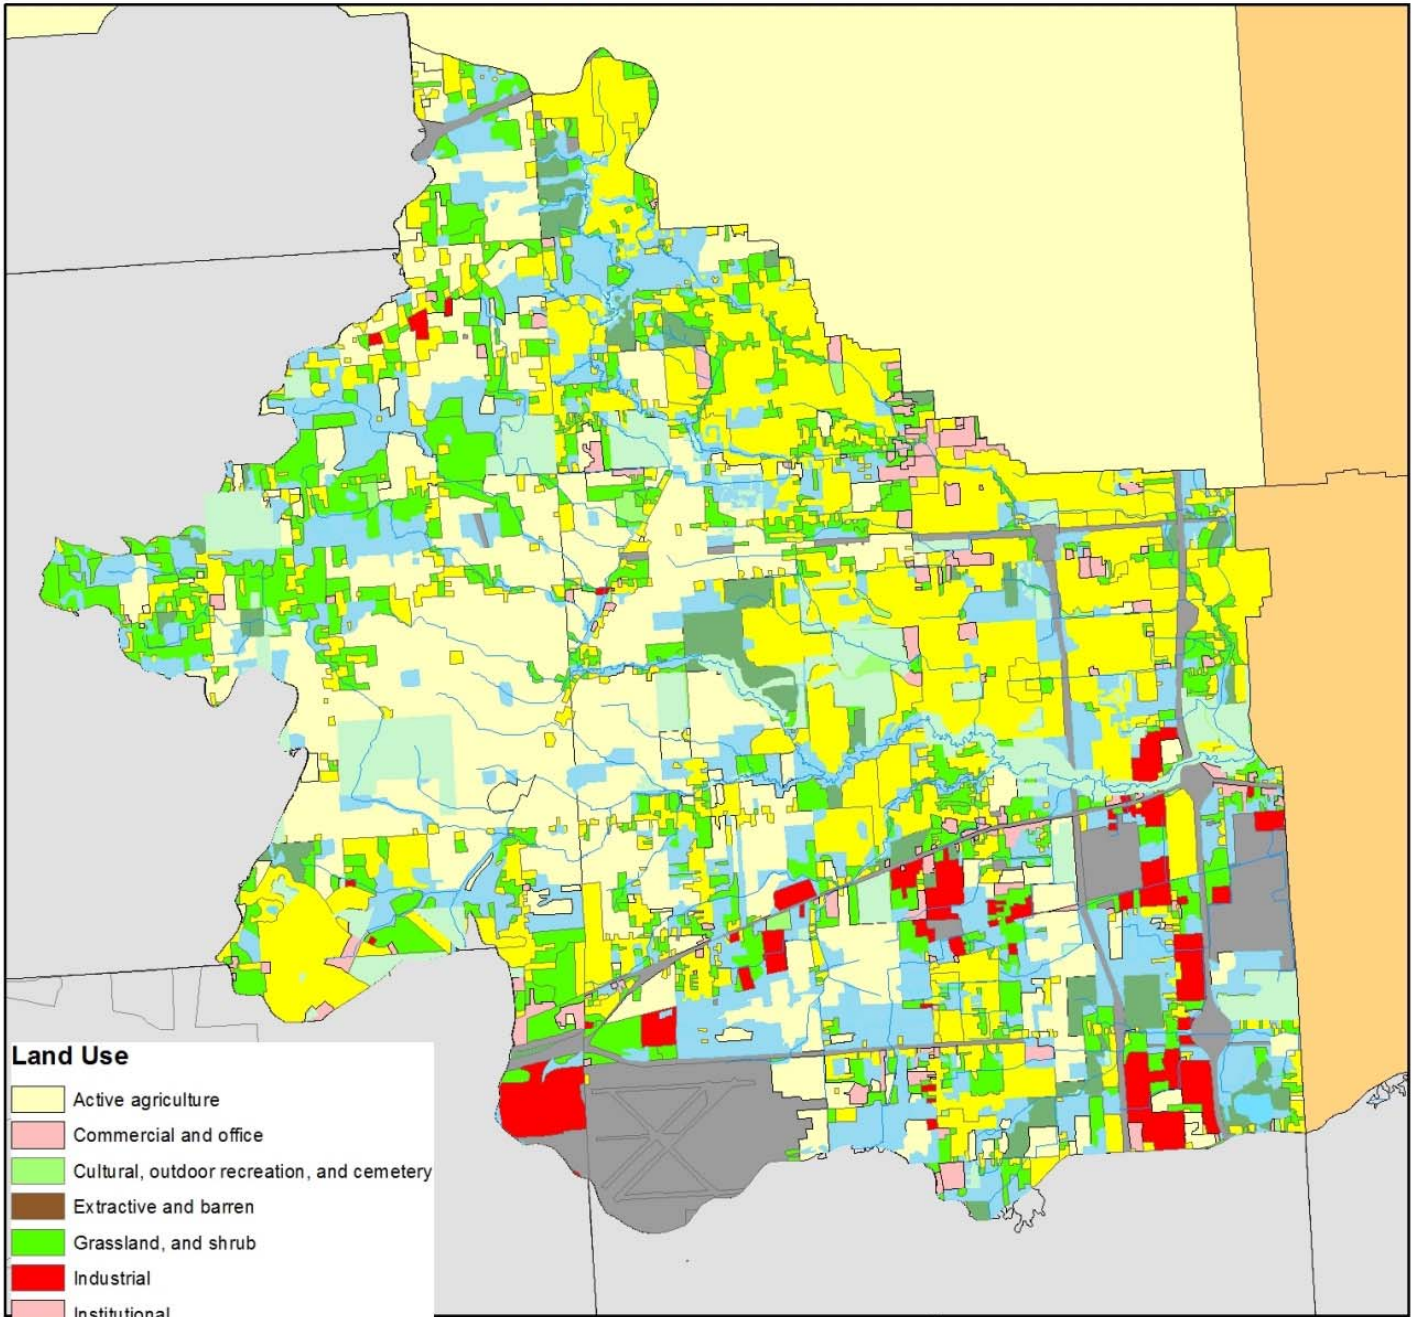 Land Use
Active agriculture
Commercial and office
Cultural, outdoor recreation, and cemetery
Extractive and barren
Grassland, and shrub
Industrial
Institutional